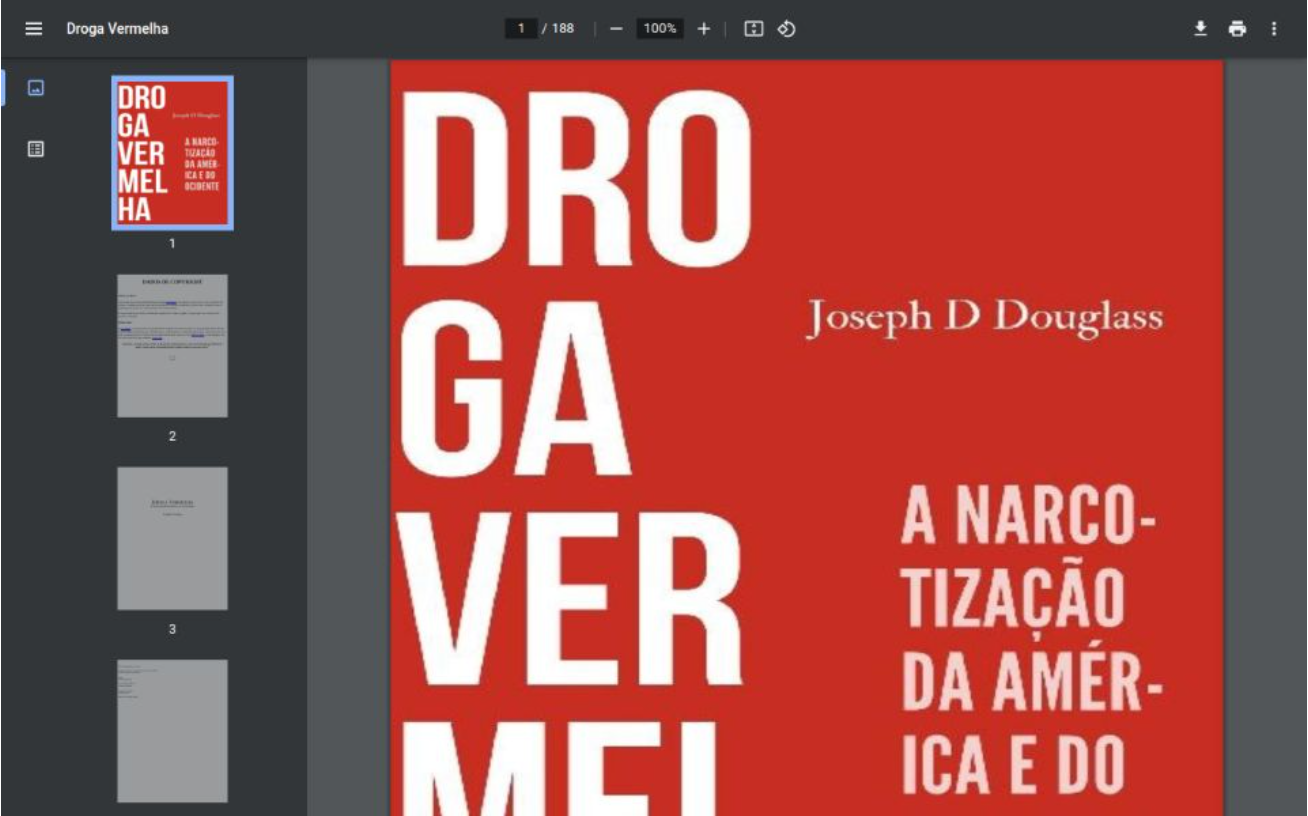 Droga Vermelha
1 / 188
100%
DRO
GA
VER
MEL
HA
Joseph D Douglass
A NARCO-
TIZAÇÃO
DA AMÉR-
ICA E DO
OCIDENTE
1
2
3
DRO
GA
VER
MEL
Joseph D Douglass
A NARCO-
TIZAÇÃO
DA AMÉR-
ICA E DO